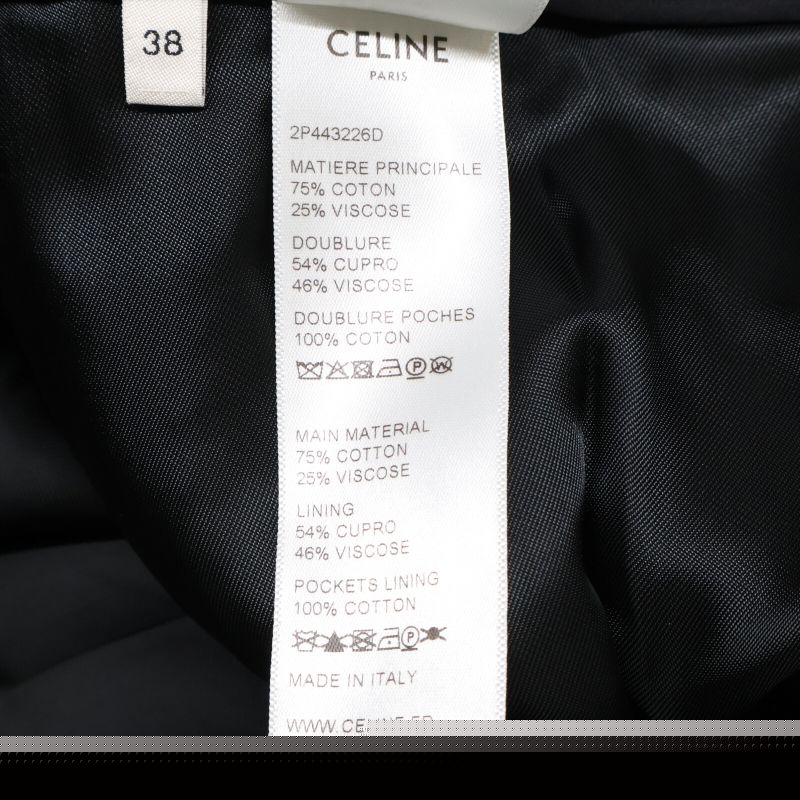 38
CELINE
PARIS
2P443226D
MATIERE PRINCIPALE
75% COTON
25% VISCOSE
DOUBLURE
54% CUPRO
46% VISCOSE
DOUBLURE POCHES
100% COTON
P W
MAIN MATERIAL
75% COTTON
25% VISCOSE
LINING
54% CUPRO
46% VISCOSE
POCKETS LINING
100% COTTON
P
MADE IN ITALY